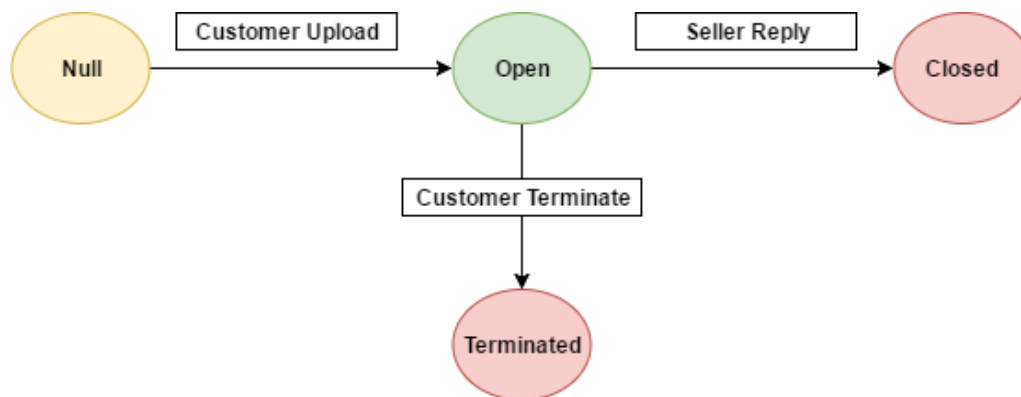 Customer Upload
Seller Reply
Null
Open
Closed
Customer Terminate
Terminated